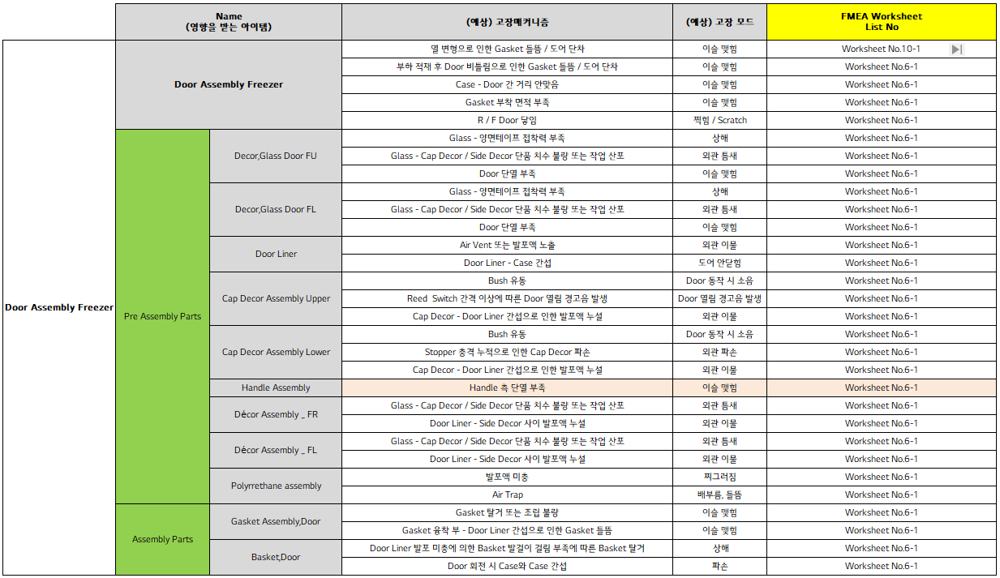 Name
(영향을 받는 아이템)
(예상) 고장메커니즘
(예상) 고장 모드
FMEA Worksheet
List No
Door Assembly Freezer
Door Assembly Freezer
열 변형으로 인한 Gasket 들뜸 / 도어 단차
이슬 맺힘
Worksheet No.10-1
부하 적재 후 Door 비틀림으로 인한 Gasket 들뜸 / 도어 단차
이슬 맺힘
Worksheet No.6-1
Case - Door 간 거리 안맞음
이슬 맺힘
Worksheet No.6-1
Gasket 부착 면적 부족
이슬 맺힘
Worksheet No.6-1
R / F Door 닿임
찍힘 / Scratch
Worksheet No.6-1
Pre Assembly Parts
Decor,Glass Door FU
Glass - 양면테이프 접착력 부족
상해
Worksheet No.6-1
Glass - Cap Decor / Side Decor 단품 치수 불량 또는 작업 산포
외관 틈새
Worksheet No.6-1
Door 단열 부족
이슬 맺힘
Worksheet No.6-1
Decor,Glass Door FL
Glass - 양면테이프 접착력 부족
상해
Worksheet No.6-1
Glass - Cap Decor / Side Decor 단품 치수 불량 또는 작업 산포
외관 틈새
Worksheet No.6-1
Door 단열 부족
이슬 맺힘
Worksheet No.6-1
Door Liner
Air Vent 또는 발포액 노출
외관 이물
Worksheet No.6-1
Door Liner - Case 간섭
도어 안닫힘
Worksheet No.6-1
Cap Decor Assembly Upper
Bush 유동
Door 동작 시 소음
Worksheet No.6-1
Reed  Switch 간격 이상에 따른 Door 열림 경고음 발생
Door 열림 경고음 발생
Worksheet No.6-1
Cap Decor - Door Liner 간섭으로 인한 발포액 누설
외관 이물
Worksheet No.6-1
Cap Decor Assembly Lower
Bush 유동
Door 동작 시 소음
Worksheet No.6-1
Stopper 충격 누적으로 인한 Cap Decor 파손
외관 파손
Worksheet No.6-1
Cap Decor - Door Liner 간섭으로 인한 발포액 누설
외관 이물
Worksheet No.6-1
Handle Assembly
Handle 측 단열 부족
이슬 맺힘
Worksheet No.6-1
Décor Assembly _ FR
Glass - Cap Decor / Side Decor 단품 치수 불량 또는 작업 산포
외관 틈새
Worksheet No.6-1
Door Liner - Side Decor 사이 발포액 누설
외관 이물
Worksheet No.6-1
Décor Assembly _ FL
Glass - Cap Decor / Side Decor 단품 치수 불량 또는 작업 산포
외관 틈새
Worksheet No.6-1
Door Liner - Side Decor 사이 발포액 누설
외관 이물
Worksheet No.6-1
Polyrrethane assembly
발포액 미충
찌그러짐
Worksheet No.6-1
Air Trap
배부름, 들뜸
Worksheet No.6-1
Assembly Parts
Gasket Assembly,Door
Gasket 탈거 또는 조립 불량
이슬 맺힘
Worksheet No.6-1
Gasket 융착 부 - Door Liner 간섭으로 인한 Gasket 들뜸
이슬 맺힘
Worksheet No.6-1
Basket,Door
Door Liner 발포 미충에 의한 Basket 발걸이 걸림 부족에 따른 Basket 탈거
상해
Worksheet No.6-1
Door 회전 시 Case와 Case 간섭
파손
Worksheet No.6-1